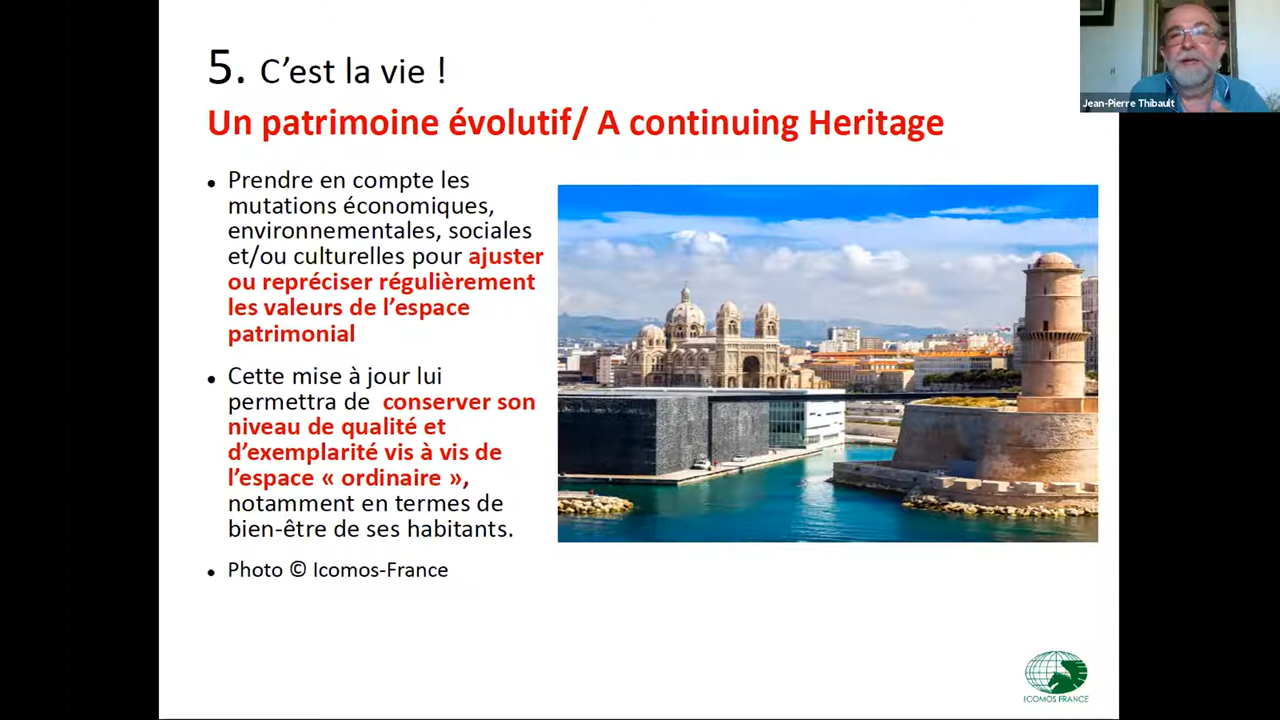 5. C’est la vie !
Un patrimoine évolutif/ A continuing Heritage
• Prendre en compte les
mutations économiques,
environnementales, sociales
et/ou culturelles pour ajuster
ou repréciser régulièrement
les valeurs de l’espace
patrimonial
• Cette mise à jour lui
permettra de conserver son
niveau de qualité et
d’exemplarité vis à vis de
l’espace « ordinaire »,
notamment en termes de
bien-être de ses habitants.
• Photo © Icomos-France
Jean-Pierre Thibault
ICOMOS FRANCE